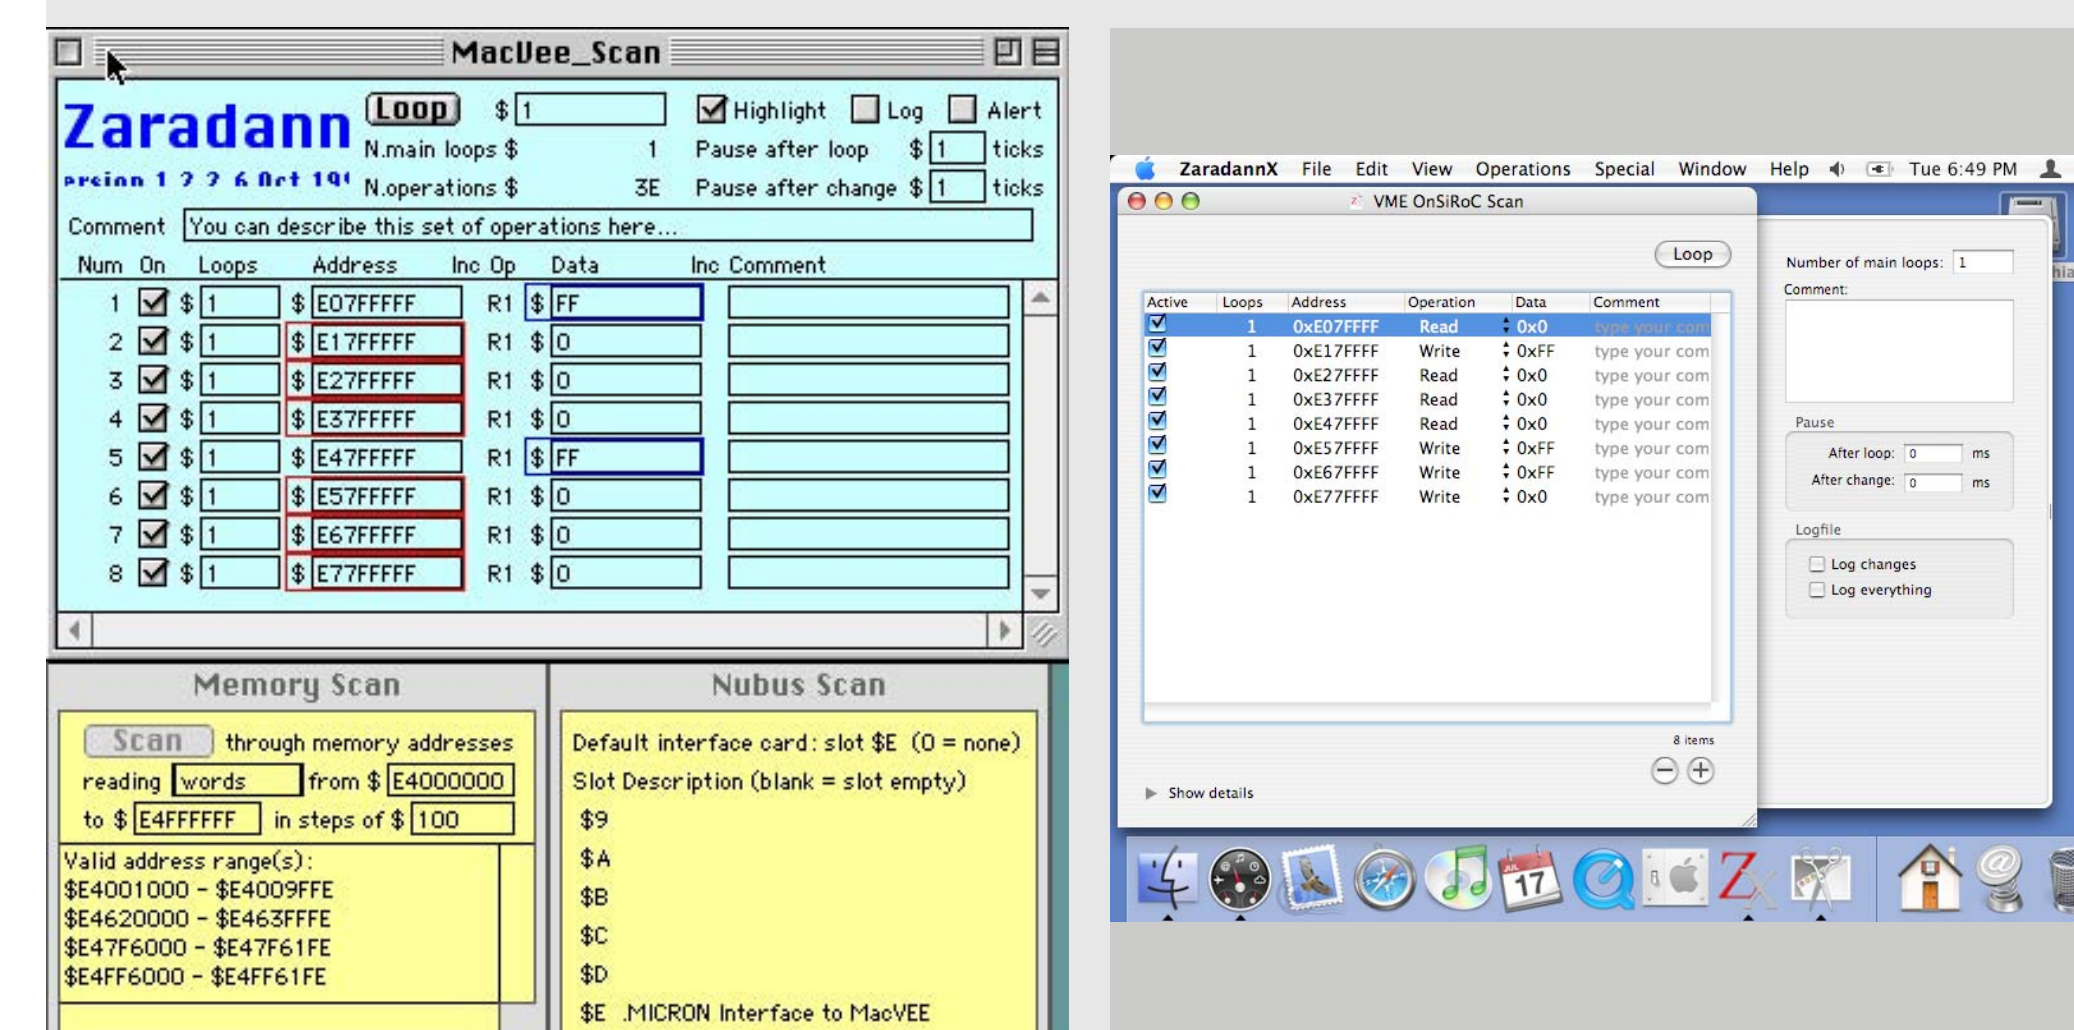 MacVee_Scan
Zaradann
Loop $ 1 Highlight Log Alert
N.main loops $ 1 Pause after loop $ 1 ticks
N.operations $ 3E Pause after change $ 1 ticks
Comment You can describe this set of operations here...
Num On Loops Address Inc Op Data Inc Comment
1 $ 1 $ E07FFFFF R1 $ FF
2 $ 1 $ E17FFFFF R1 $ 0
3 $ 1 $ E27FFFFF R1 $ 0
4 $ 1 $ E37FFFFF R1 $ 0
5 $ 1 $ E47FFFFF R1 $ FF
6 $ 1 $ E57FFFFF R1 $ 0
7 $ 1 $ E67FFFFF R1 $ 0
8 $ 1 $ E77FFFFF R1 $ 0
Memory Scan
Scan through memory addresses
reading words from $ E4000000
to $ E4FFFFFF in steps of $ 100
Valid address range(s):
$E4001000 - $E4009FFE
$E4620000 - $E463FFFE
$E47F6000 - $E47F61FE
$E4FF6000 - $E4FF61FE
Nubus Scan
Default interface card: slot $E (0 = none)
Slot Description (blank = slot empty)
$9
$A
$B
$C
$D
$E .MICRON Interface to MacVEE
ZaradannX File Edit View Operations Special Window Help Tue 6:49 PM
VME OnSiRoC Scan
Loop
Active Loops Address Operation Data Comment
1 0xE07FFFF Read 0x0 type your com
1 0xE17FFFF Write 0xFF type your com
1 0xE27FFFF Read 0x0 type your com
1 0xE37FFFF Read 0x0 type your com
1 0xE47FFFF Read 0x0 type your com
1 0xE57FFFF Write 0xFF type your com
1 0xE67FFFF Write 0xFF type your com
1 0xE77FFFF Write 0x0 type your com
8 items
Show details
Number of main loops: 1
Comment:
Pause
After loop: 0 ms
After change: 0 ms
Logfile
Log changes
Log everything
JUL
17